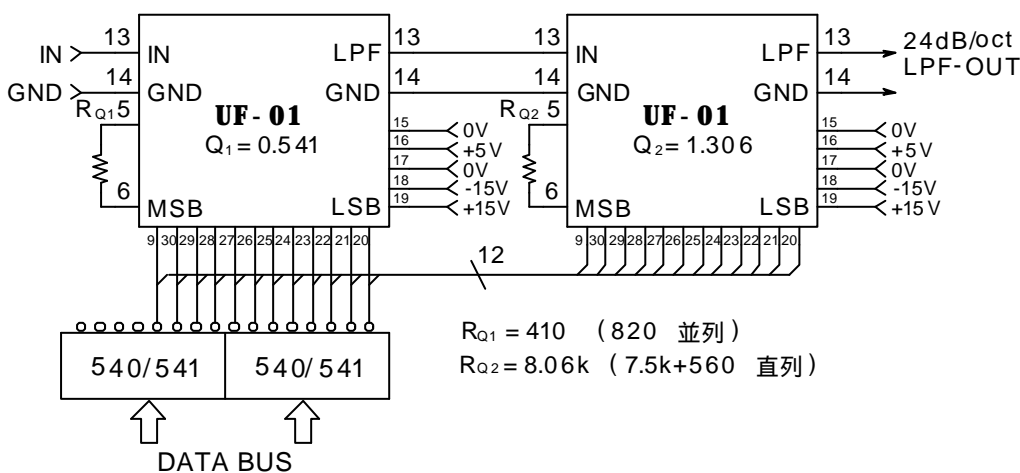 IN 13 IN LPF 13 13 IN LPF 13 24dB/oct
LPF-OUT
GND 14 GND GND 14 14 GND GND 14
RQ1 5 UF-01 RQ2 5 UF-01
Q1 = 0.541 Q2 = 1.306
15 0V 15 0V
16 +5V 16 +5V
17 0V 17 0V
18 -15V 18 -15V
6 MSB LSB 19 +15V 6 MSB LSB 19 +15V
9 30 29 28 27 26 25 24 23 22 21 20 9 30 29 28 27 26 25 24 23 22 21 20
12
RQ1 = 410 (820 並列)
RQ2 = 8.06k (7.5k+560 直列)
540/541 540/541
DATA BUS